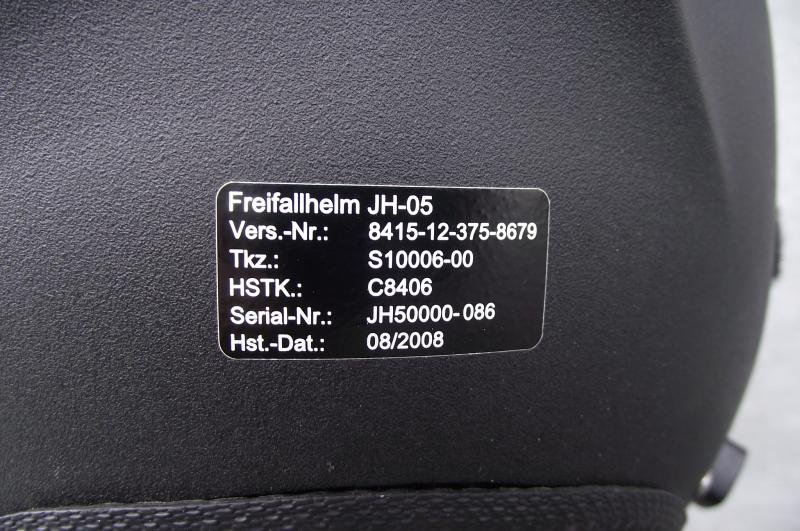 Freifallhelm JH-05
Vers.-Nr.: 8415-12-375-8679
Tkz.: S10006-00
HSTK.: C8406
Serial-Nr.: JH50000-086
Hst.-Dat.: 08/2008